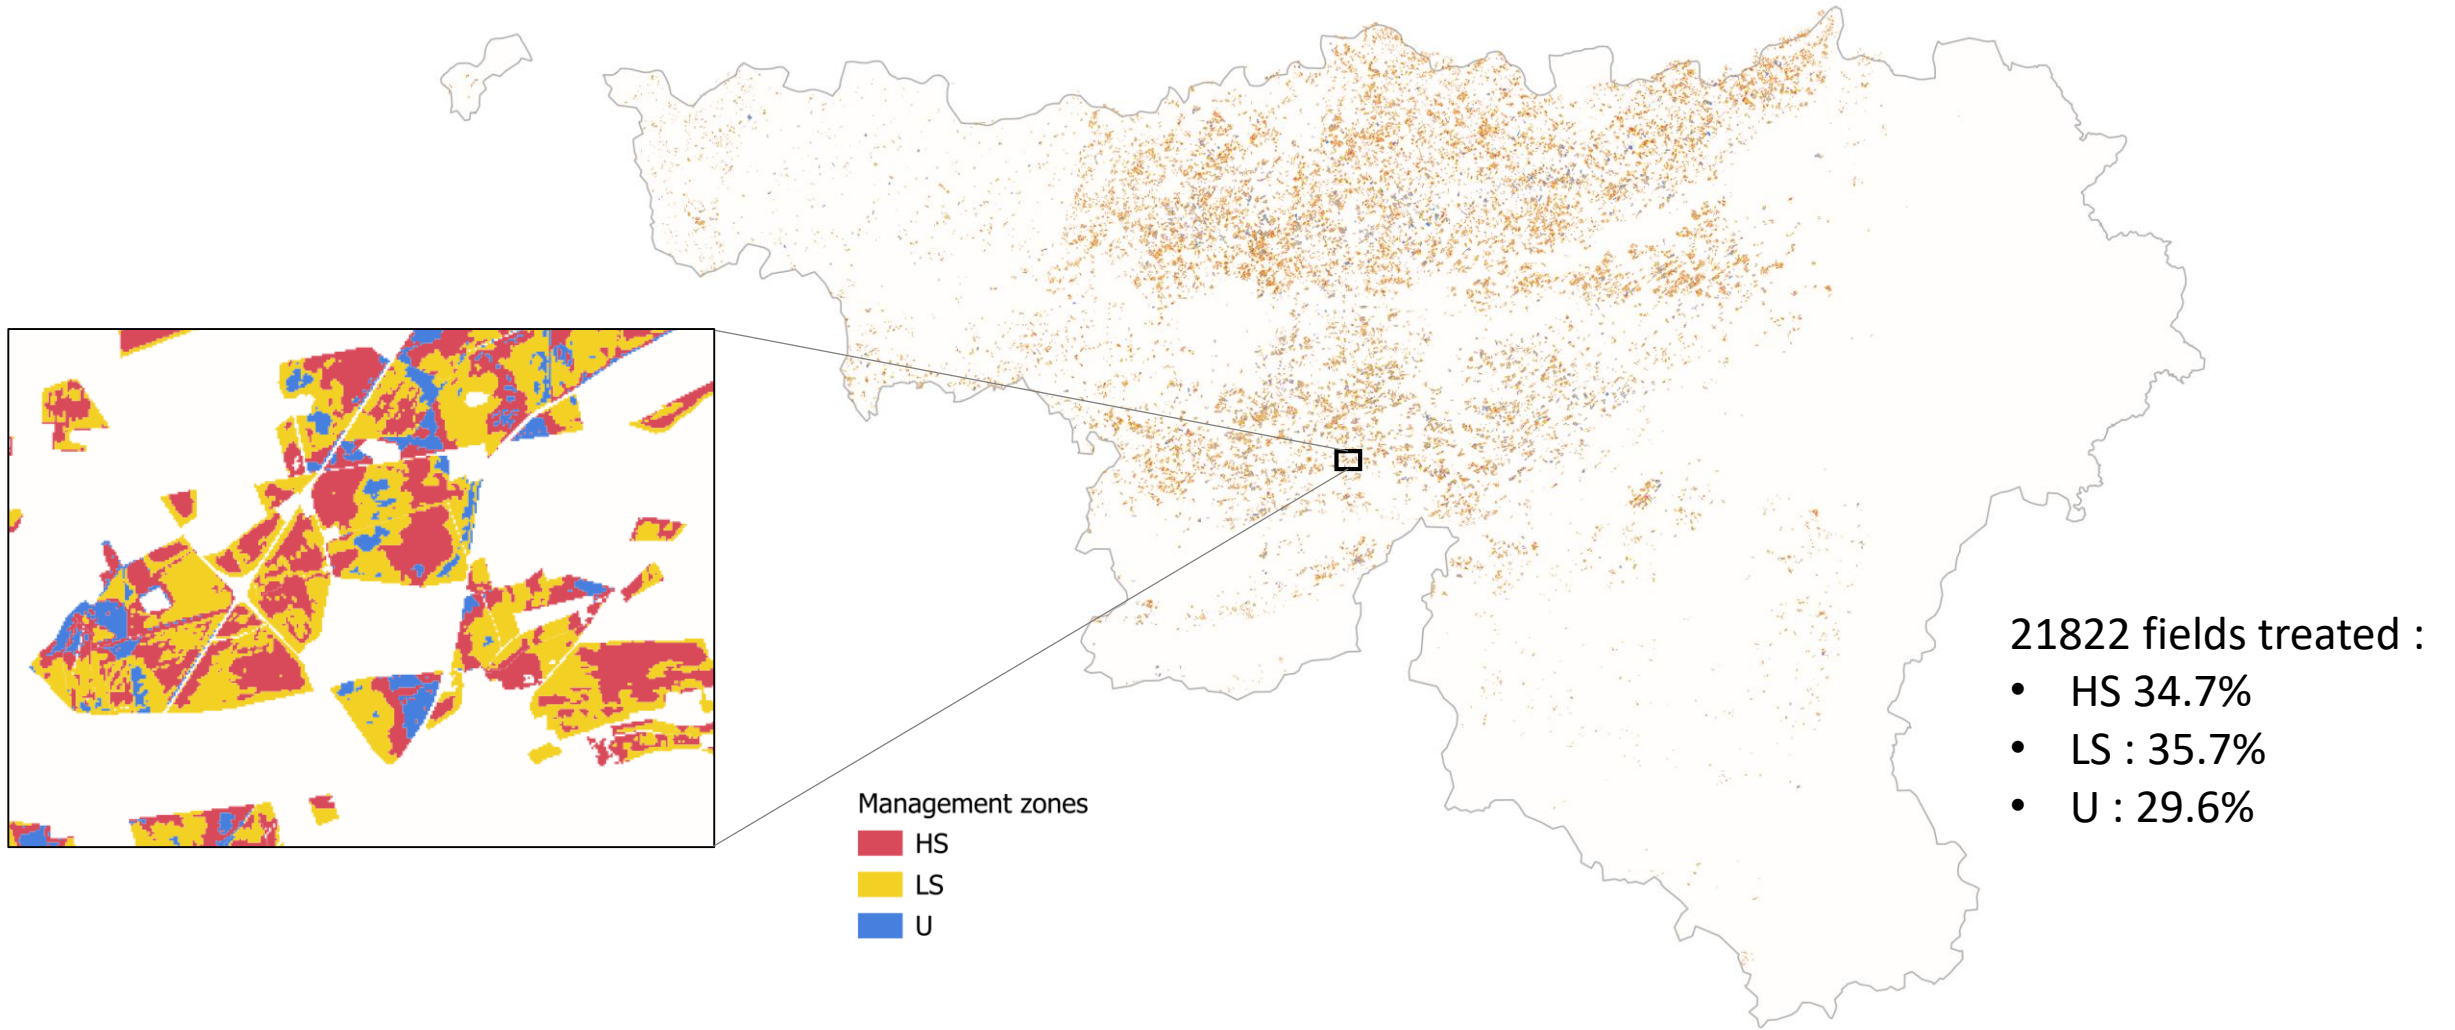 Management zones
HS
LS
U
21822 fields treated :
• HS 34.7%
• LS : 35.7%
• U : 29.6%